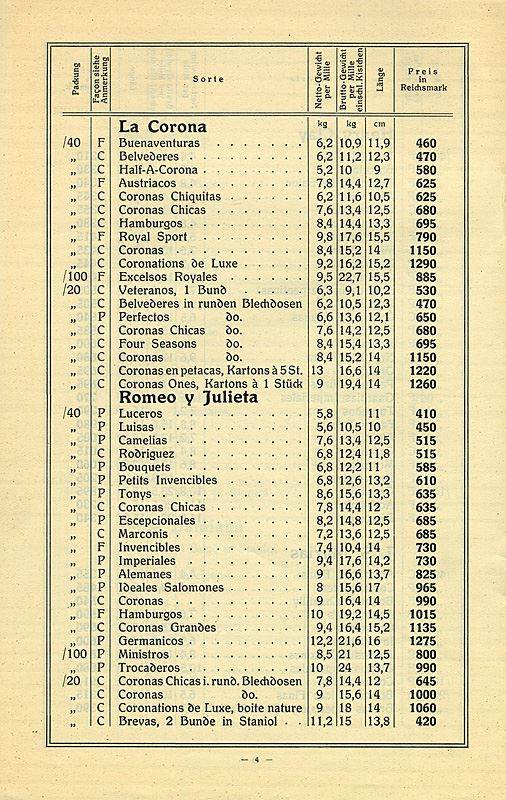 Packung Façon siehe Anmerkung Sorte Netto-Gewicht per Mille Brutto-Gewicht per Mille einschl. Kistchen Länge Preis in Reichsmark
La Corona kg kg cm
/40 F Buenaventuras 6,2 10,9 11,9 460
„ C Belvederes 6,2 11,2 12,3 470
„ C Half-A-Corona 5,2 10 9 580
„ F Austriacos 7,8 14,4 12,7 625
„ C Coronas Chiquitas 6,2 11,6 10,5 625
„ C Coronas Chicas 7,6 13,4 12,5 680
„ C Hamburgos 8,4 14,4 13,3 695
„ F Royal Sport 9,8 17,6 15,5 790
„ C Coronas 8,4 15,2 14 1150
„ C Coronations de Luxe 9,2 16,2 15,2 1290
/100 F Excelsos Royales 9,5 22,7 15,5 885
/20 C Veteranos, 1 Bund 6,3 9,1 10,2 530
„ C Belvederes in runden Blechdosen 6,2 10,5 12,3 470
„ P Perfectos do. 6,6 13,6 12,1 650
„ C Coronas Chicas do. 7,6 14,2 12,5 680
„ C Four Seasons do. 8,4 15,4 13,3 695
„ C Coronas do. 8,4 15,2 14 1150
„ C Coronas en petacas, Kartons à 5 St. 13 16,6 14 1220
„ C Coronas Ones, Kartons à 1 Stück 9 19,4 14 1260
Romeo y Julieta
/40 P Luceros 5,8 11 410
„ P Luisas 5,6 10,5 10 450
„ P Camelias 7,6 13,4 12,5 515
„ C Rodriguez 6,8 12,4 11,8 515
„ P Bouquets 6,8 12,2 11 585
„ P Petits Invencibles 6,8 12,6 13,2 610
„ P Tonys 8,6 15,6 13,3 635
„ C Coronas Chicas 7,8 14,4 12 635
„ P Escepcionales 8,2 14,8 12,5 685
„ C Marconis 7,2 13,6 12,5 685
„ F Invencibles 7,4 10,4 14 730
„ P Imperiales 9,4 17,6 14,2 730
„ P Alemanes 9 16,6 13,7 825
„ P Ideales Salomones 8 15,6 17 965
„ C Coronas 9 16,4 14 990
„ F Hamburgos 10 19,2 14,5 1015
„ C Coronas Grandes 9,4 16,4 15,2 1135
„ P Germanicos 12,2 21,6 16 1275
/100 P Ministros 8,5 21 12,5 800
„ P Trocaderos 10 24 13,7 990
/20 C Coronas Chicas i. rund. Blechdosen 7,8 14,4 12 645
„ C Coronas do. 9 15,6 14 1000
„ C Coronations de Luxe, boite nature 9 18 14 1060
„ C Brevas, 2 Bunde in Staniol 11,2 15 13,8 420
— 4 —